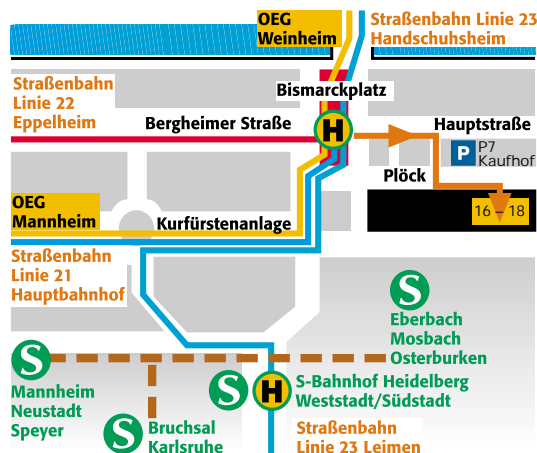 OEG
Weinheim
Straßenbahn Linie 23
Handschuhsheim
Straßenbahn
Linie 22
Eppelheim
Bismarckplatz
Bergheimer Straße
H
Hauptstraße
P
P7
Kaufhof
Plöck
16 – 18
OEG
Mannheim
Kurfürstenanlage
Straßenbahn
Linie 21
Hauptbahnhof
S
Eberbach
Mosbach
Osterburken
S
Mannheim
Neustadt
Speyer
S
Bruchsal
Karlsruhe
S
H
S-Bahnhof Heidelberg
Weststadt/Südstadt
Straßenbahn
Linie 23 Leimen